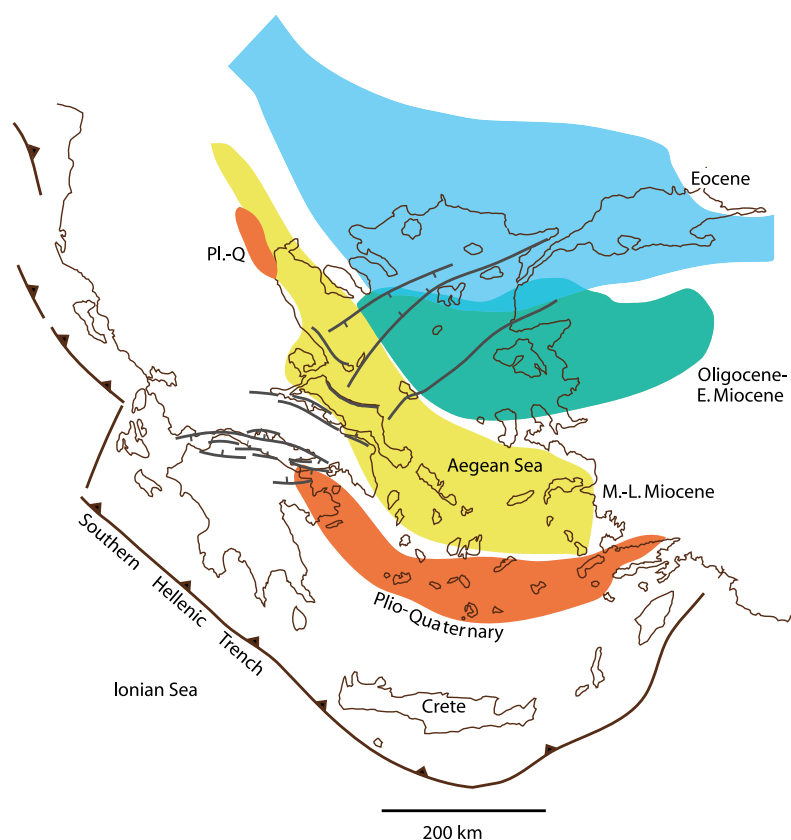 Eocene
Pl.-Q
Oligocene-
E. Miocene
Aegean Sea
M.-L. Miocene
Plio-Quaternary
Southern Hellenic Trench
Ionian Sea
Crete
200 km